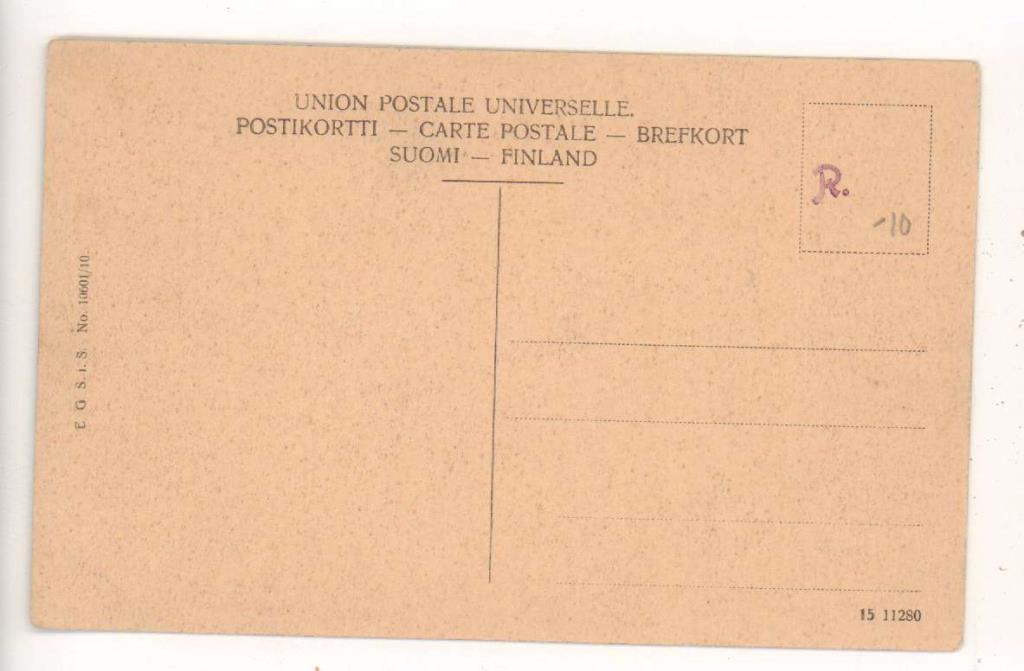 UNION POSTALE UNIVERSELLE.
POSTIKORTTI — CARTE POSTALE — BREFKORT
SUOMI — FINLAND
R.
-10
E G S. i. S. No. 10601/10.
15 11280